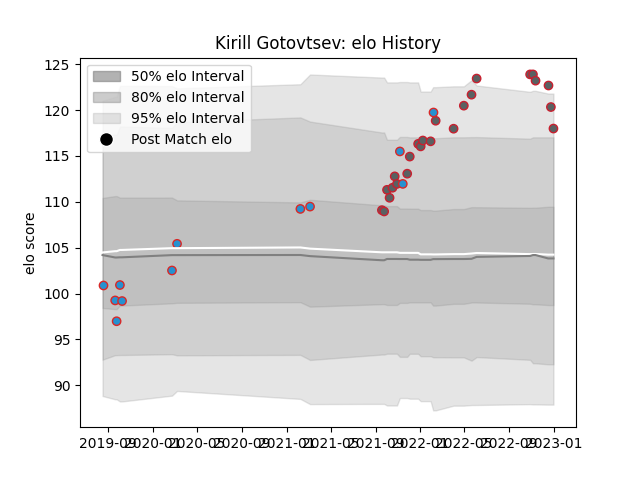 Kirill Gotovtsev: elo History
50% elo Interval
80% elo Interval
95% elo Interval
Post Match elo
elo score
125
120
115
110
105
100
95
90
2019-09 2020-01 2020-05 2020-09 2021-01 2021-05 2021-09 2022-01 2022-05 2022-09 2023-01